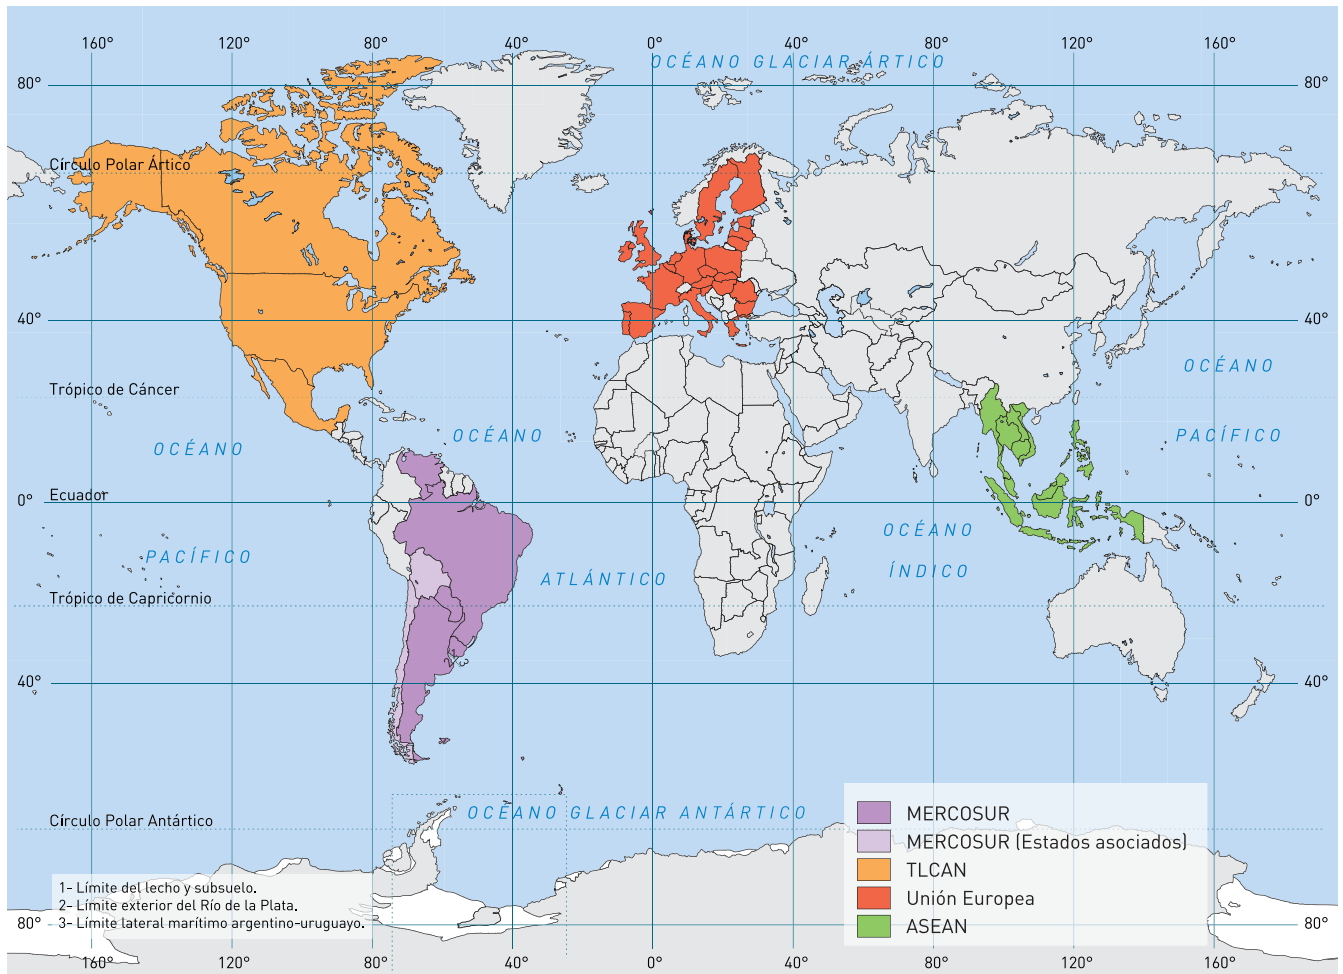 160° 120° 80° 40° 0° 40° 80° 120° 160°
OCÉANO GLACIAR ÁRTICO
80° 80°
Círculo Polar Ártico
40° 40°
OCÉANO
Trópico de Cáncer
OCÉANO OCÉANO PACÍFICO
Ecuador
0° 0°
OCÉANO
PACÍFICO
ÍNDICO
ATLÁNTICO
Trópico de Capricornio
1 2 3
40° 40°
OCÉANO GLACIAR ANTÁRTICO
Círculo Polar Antártico
MERCOSUR
MERCOSUR (Estados asociados)
TLCAN
Unión Europea
ASEAN
1- Límite del lecho y subsuelo.
2- Límite exterior del Río de la Plata.
3- Límite lateral marítimo argentino-uruguayo.
80° 80°
160° 120° 80° 40° 0° 40° 80° 120° 160°